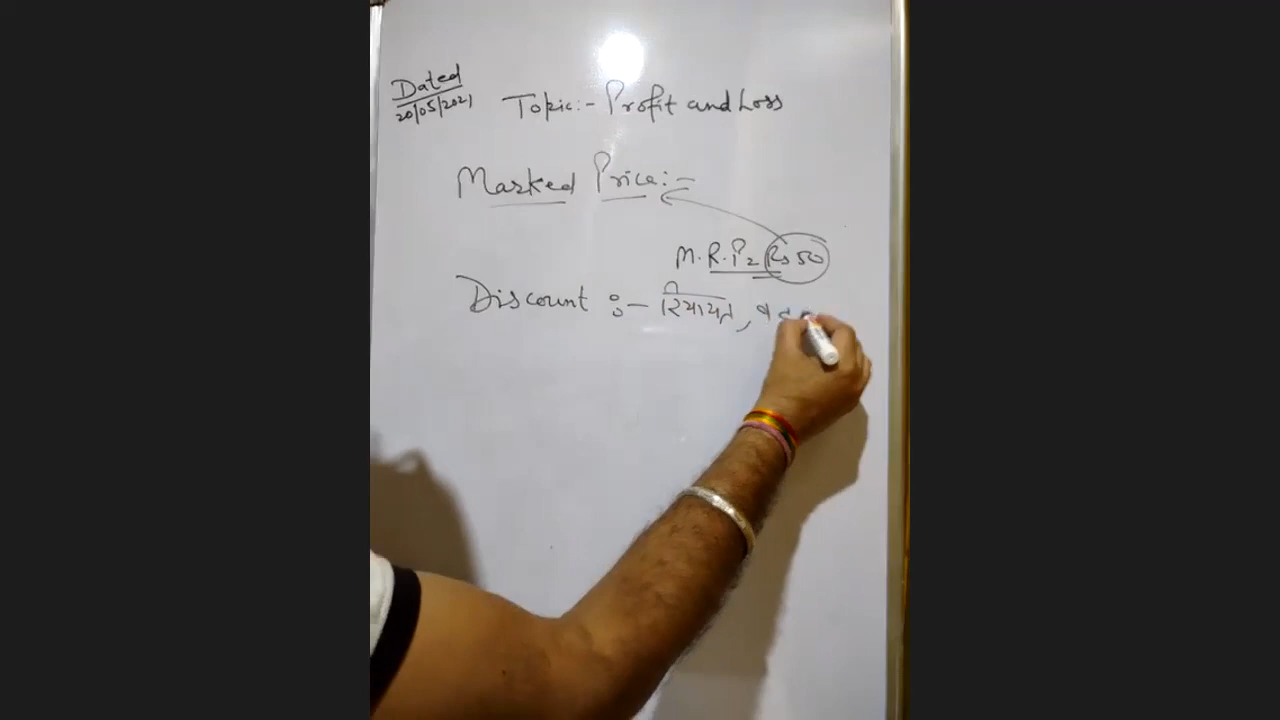 Dated
20/05/2021
Topic:- Profit and Loss
Marked Price:-
M.R.P = Rs 50
Discount :- रियायत,